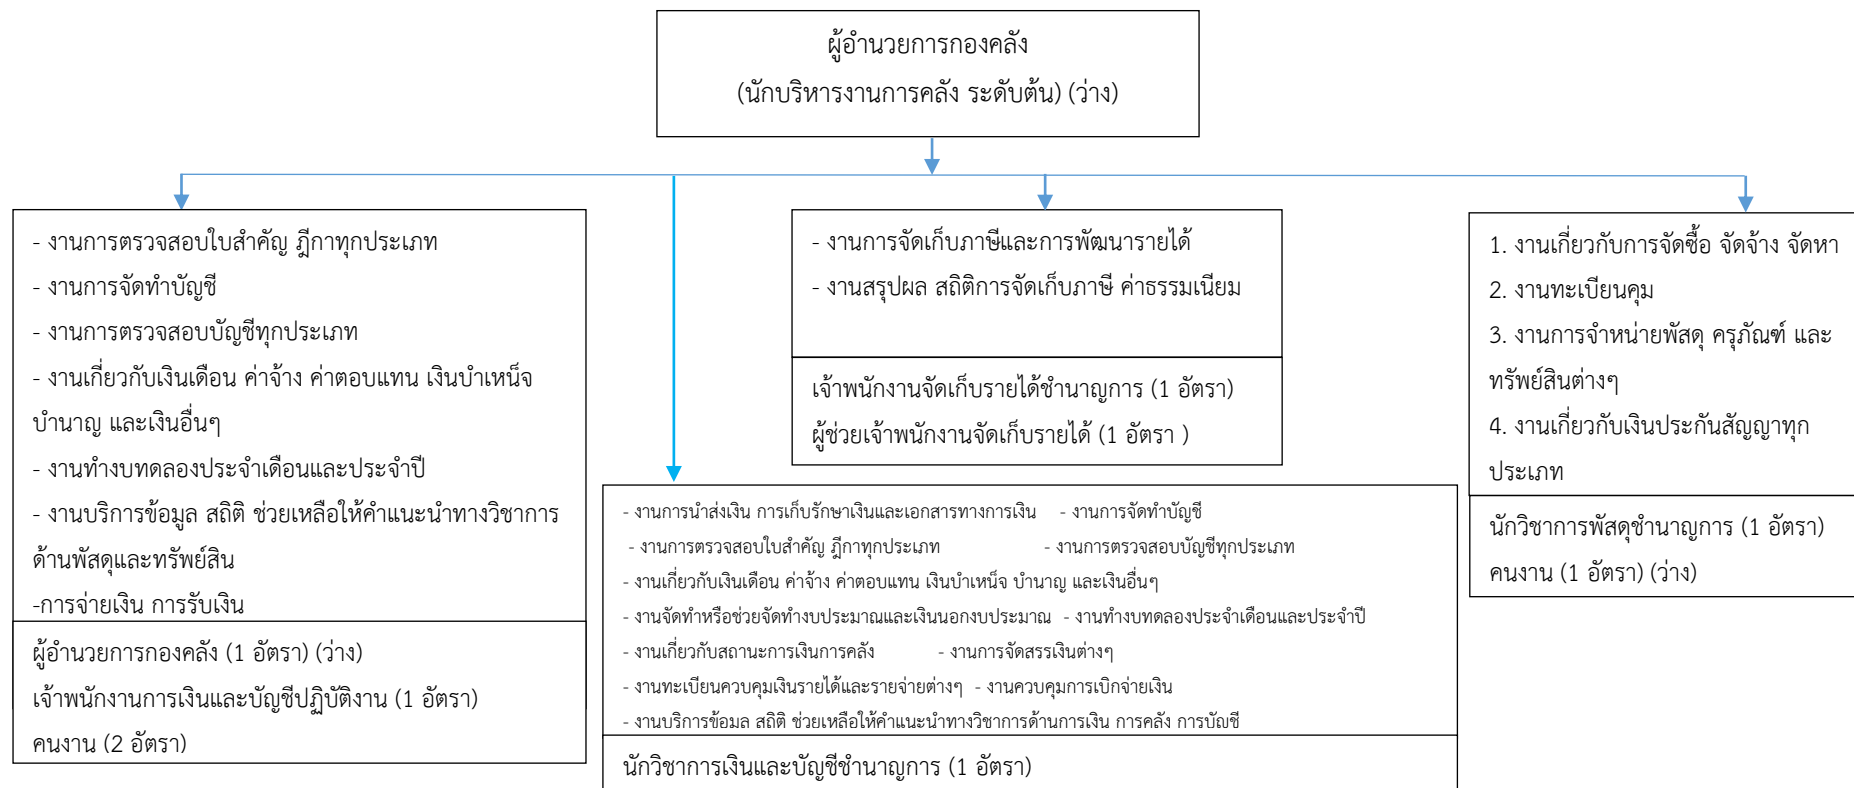 ผู้อำนวยการกองคลัง
(นักบริหารงานการคลัง ระดับต้น) (ว่าง)
- งานการตรวจสอบใบสำคัญ ฎีกาทุกประเภท
- งานการจัดทำบัญชี
- งานการตรวจสอบบัญชีทุกประเภท
- งานเกี่ยวกับเงินเดือน ค่าจ้าง ค่าตอบแทน เงินบำเหน็จ
บำนาญ และเงินอื่นๆ
- งานทำงบทดลองประจำเดือนและประจำปี
- งานบริการข้อมูล สถิติ ช่วยเหลือให้คำแนะนำทางวิชาการ
ด้านพัสดุและทรัพย์สิน
-การจ่ายเงิน การรับเงิน
ผู้อำนวยการกองคลัง (1 อัตรา) (ว่าง)
เจ้าพนักงานการเงินและบัญชีปฏิบัติงาน (1 อัตรา)
คนงาน (2 อัตรา)
- งานการจัดเก็บภาษีและการพัฒนารายได้
- งานสรุปผล สถิติการจัดเก็บภาษี ค่าธรรมเนียม
เจ้าพนักงานจัดเก็บรายได้ชำนาญการ (1 อัตรา)
ผู้ช่วยเจ้าพนักงานจัดเก็บรายได้ (1 อัตรา )
- งานการนำส่งเงิน การเก็บรักษาเงินและเอกสารทางการเงิน - งานการจัดทำบัญชี
- งานการตรวจสอบใบสำคัญ ฎีกาทุกประเภท - งานการตรวจสอบบัญชีทุกประเภท
- งานเกี่ยวกับเงินเดือน ค่าจ้าง ค่าตอบแทน เงินบำเหน็จ บำนาญ และเงินอื่นๆ
- งานจัดทำหรือช่วยจัดทำงบประมาณและเงินนอกงบประมาณ - งานทำงบทดลองประจำเดือนและประจำปี
- งานเกี่ยวกับสถานะการเงินการคลัง - งานการจัดสรรเงินต่างๆ
- งานทะเบียนควบคุมเงินรายได้และรายจ่ายต่างๆ - งานควบคุมการเบิกจ่ายเงิน
- งานบริการข้อมล สถิติ ช่วยเหลือให้คำแนะนำทางวิชาการด้านการเงิน การคลัง การบัญชี
นักวิชาการเงินและบัญชีชำนาญการ (1 อัตรา)
1. งานเกี่ยวกับการจัดซื้อ จัดจ้าง จัดหา
2. งานทะเบียนคุม
3. งานการจำหน่ายพัสดุ ครุภัณฑ์ และ
ทรัพย์สินต่างๆ
4. งานเกี่ยวกับเงินประกันสัญญาทุก
ประเภท
นักวิชาการพัสดุชำนาญการ (1 อัตรา)
คนงาน (1 อัตรา) (ว่าง)